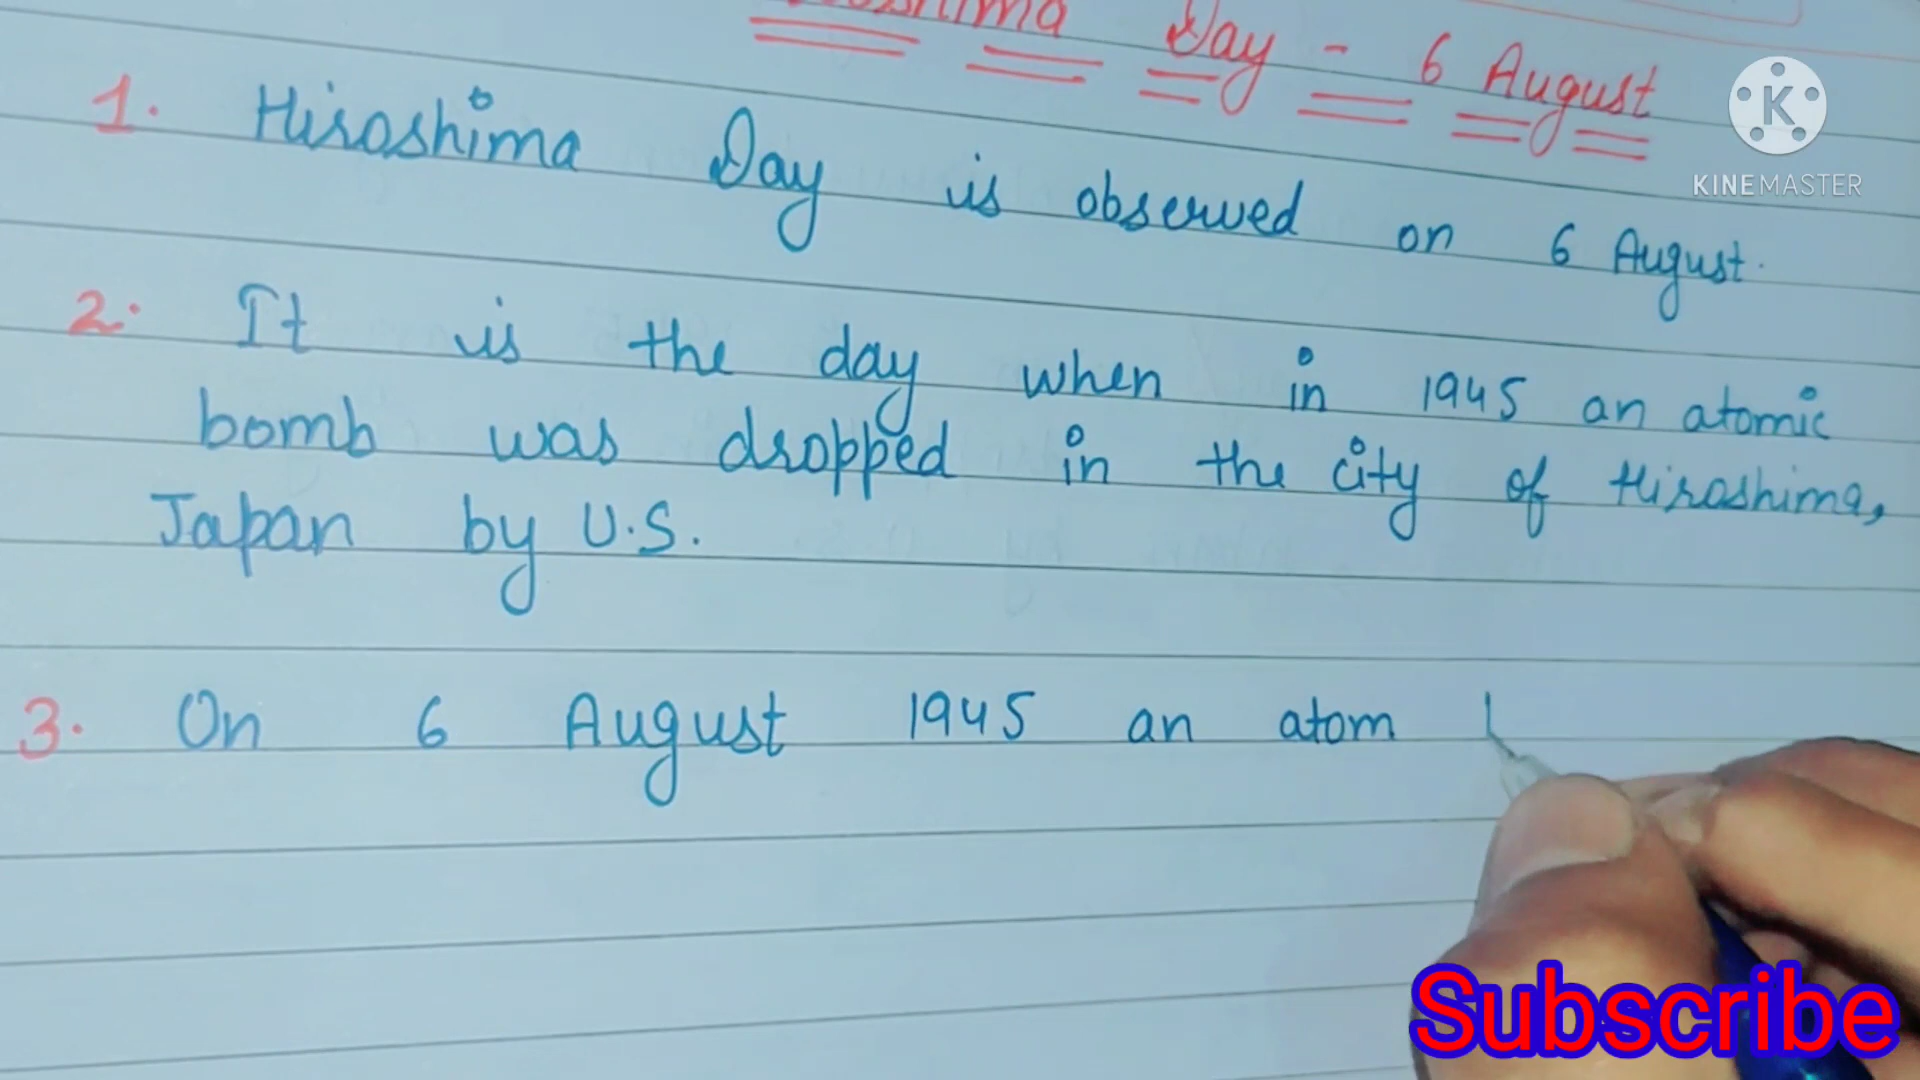 Day - 6 August
KINEMASTER
1. Hiroshima Day is observed on 6 August.
2. It is the day when in 1945 an atomic
bomb was dropped in the city of Hiroshima,
Japan by U.S.
3. On 6 August 1945 an atom
Subscribe